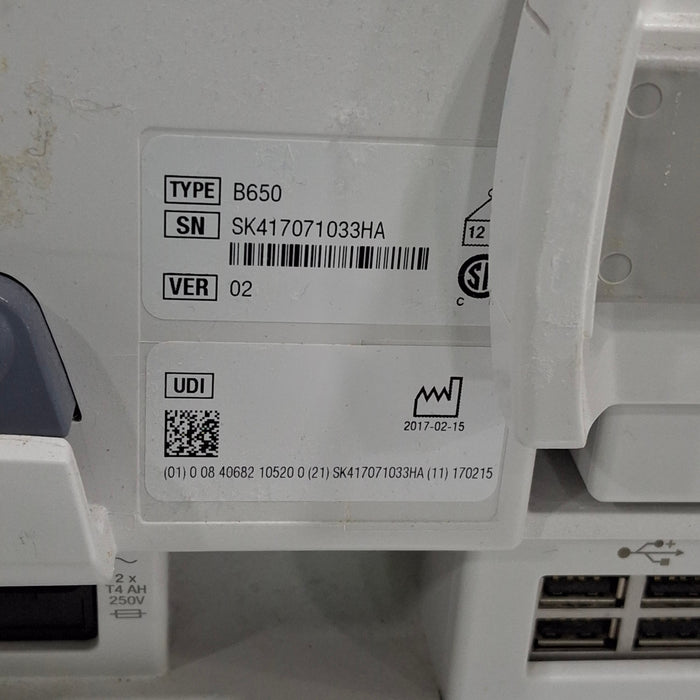 TYPE B650
SN SK417071033HA
12
VER 02
C
UDI
2017-02-15
(01) 0 08 40682 10520 0 (21) SK417071033HA (11) 170215
~
2 x
T4 AH
250V